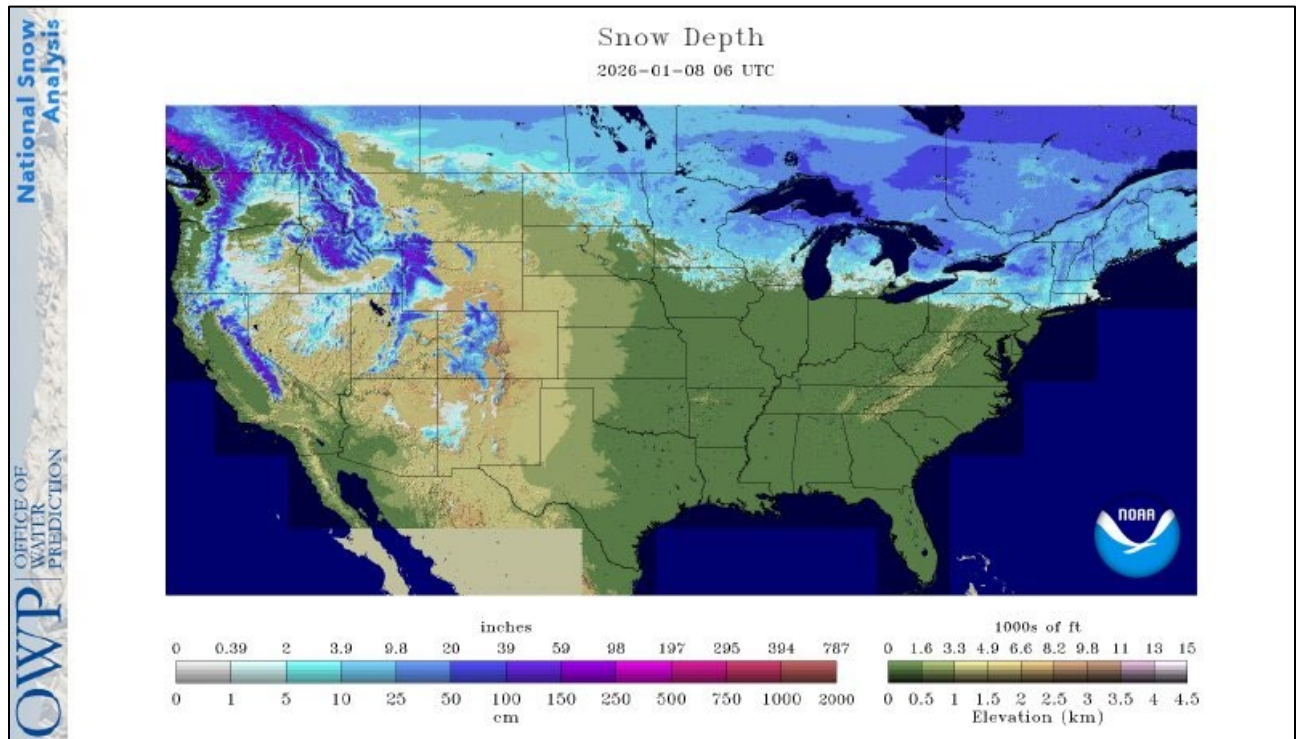 National Snow
Analysis
OWP
OFFICE OF
WATER
PREDICTION
Snow Depth
2026-01-08 06 UTC
NOAA
inches
0 0.39 2 3.9 9.8 20 39 59 98 197 295 394 787
0 1 5 10 25 50 100 150 250 500 750 1000 2000
cm
1000s of ft
0 1.6 3.3 4.9 6.6 8.2 9.8 11 13 15
0 0.5 1 1.5 2 2.5 3 3.5 4 4.5
Elevation (km)